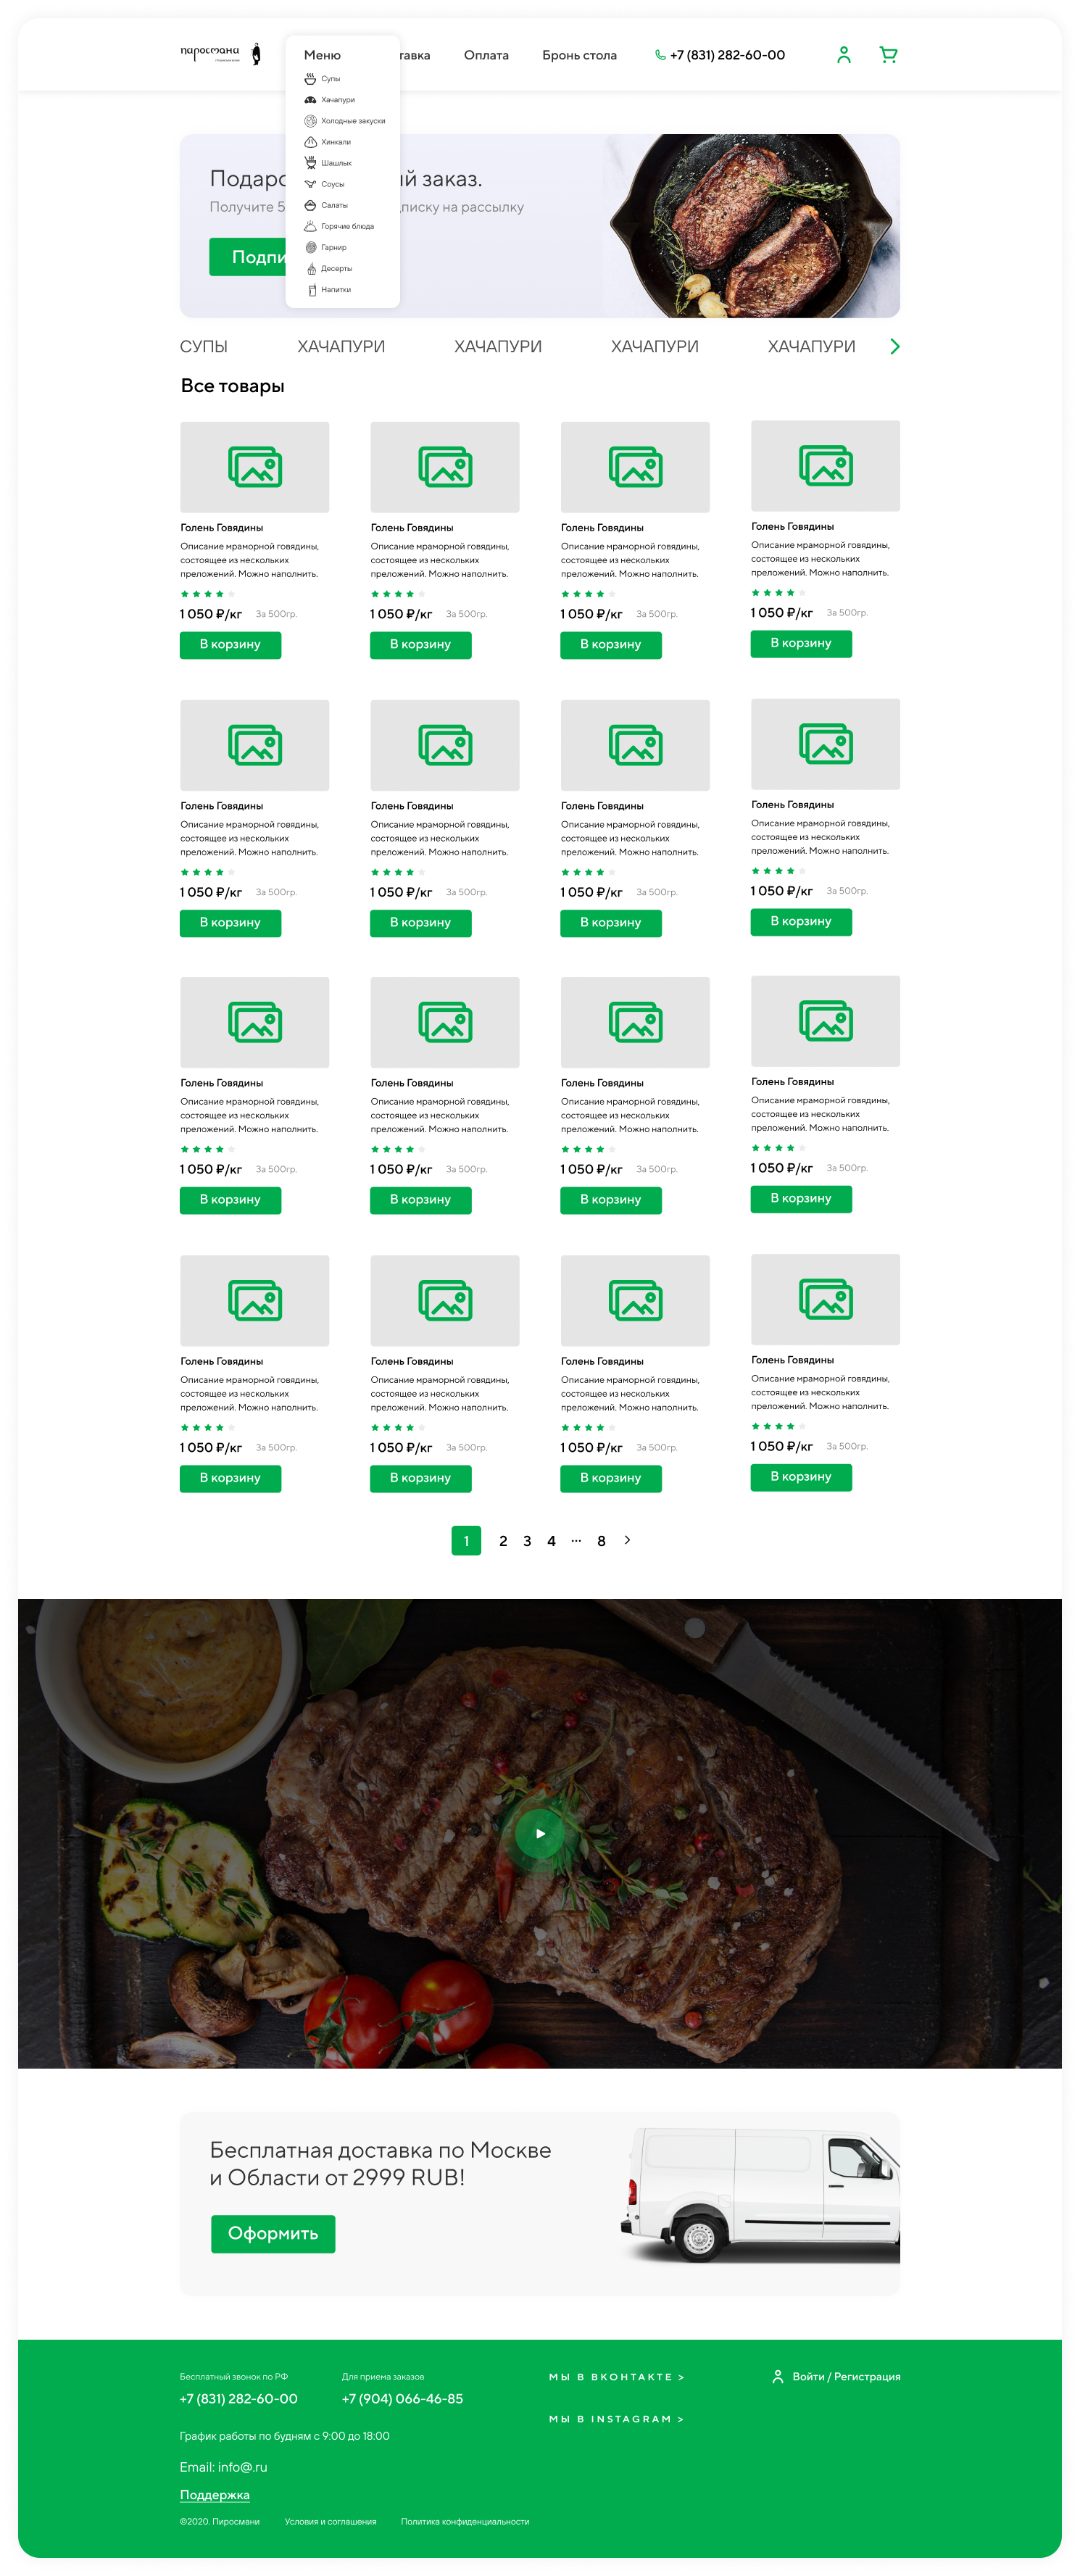 пиросмана
Меню
тавка
Оплата
Бронь стола
+7 (831) 282-60-00
Супы
Хачапури
Холодные закуски
Хинкали
Шашлык
Соусы
Салаты
Горячие блюда
Гарнир
Десерты
Напитки
Подаро й заказ.
Получите 5 писку на рассылку
Подпи
СУПЫ ХАЧАПУРИ ХАЧАПУРИ ХАЧАПУРИ ХАЧАПУРИ
Все товары
Голень Говядины Голень Говядины Голень Говядины Голень Говядины
Описание мраморной говядины, Описание мраморной говядины, Описание мраморной говядины, Описание мраморной говядины,
состоящее из нескольких состоящее из нескольких состоящее из нескольких состоящее из нескольких
преложений. Можно наполнить. преложений. Можно наполнить. преложений. Можно наполнить. преложений. Можно наполнить.
1 050 ₽/кг За 500гр. 1 050 ₽/кг За 500гр. 1 050 ₽/кг За 500гр. 1 050 ₽/кг За 500гр.
В корзину В корзину В корзину В корзину
Голень Говядины Голень Говядины Голень Говядины Голень Говядины
Описание мраморной говядины, Описание мраморной говядины, Описание мраморной говядины, Описание мраморной говядины,
состоящее из нескольких состоящее из нескольких состоящее из нескольких состоящее из нескольких
преложений. Можно наполнить. преложений. Можно наполнить. преложений. Можно наполнить. преложений. Можно наполнить.
1 050 ₽/кг За 500гр. 1 050 ₽/кг За 500гр. 1 050 ₽/кг За 500гр. 1 050 ₽/кг За 500гр.
В корзину В корзину В корзину В корзину
Голень Говядины Голень Говядины Голень Говядины Голень Говядины
Описание мраморной говядины, Описание мраморной говядины, Описание мраморной говядины, Описание мраморной говядины,
состоящее из нескольких состоящее из нескольких состоящее из нескольких состоящее из нескольких
преложений. Можно наполнить. преложений. Можно наполнить. преложений. Можно наполнить. преложений. Можно наполнить.
1 050 ₽/кг За 500гр. 1 050 ₽/кг За 500гр. 1 050 ₽/кг За 500гр. 1 050 ₽/кг За 500гр.
В корзину В корзину В корзину В корзину
Голень Говядины Голень Говядины Голень Говядины Голень Говядины
Описание мраморной говядины, Описание мраморной говядины, Описание мраморной говядины, Описание мраморной говядины,
состоящее из нескольких состоящее из нескольких состоящее из нескольких состоящее из нескольких
преложений. Можно наполнить. преложений. Можно наполнить. преложений. Можно наполнить. преложений. Можно наполнить.
1 050 ₽/кг За 500гр. 1 050 ₽/кг За 500гр. 1 050 ₽/кг За 500гр. 1 050 ₽/кг За 500гр.
В корзину В корзину В корзину В корзину
1 2 3 4 ... 8 >
Бесплатная доставка по Москве
и Области от 2999 RUB!
Оформить
Бесплатный звонок по РФ
+7 (831) 282-60-00
Для приема заказов
+7 (904) 066-46-85
МЫ В ВКОНТАКТЕ >
МЫ В INSTAGRAM >
Войти / Регистрация
График работы по будням с 9:00 до 18:00
Email: info@.ru
Поддержка
©2020. Пиросмани Условия и соглашения Политика конфиденциальности